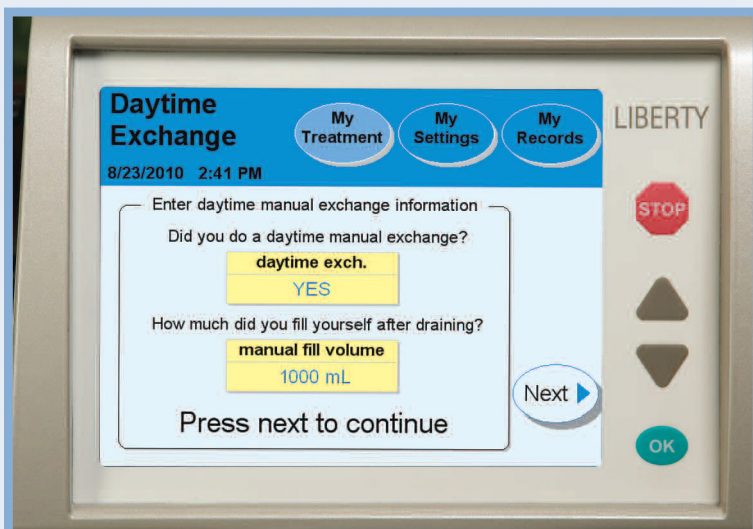 Daytime
Exchange
My
Treatment
My
Settings
My
Records
8/23/2010 2:41 PM
LIBERTY
STOP
Enter daytime manual exchange information
Did you do a daytime manual exchange?
daytime exch.
YES
How much did you fill yourself after draining?
manual fill volume
1000 mL
Next
Press next to continue
OK